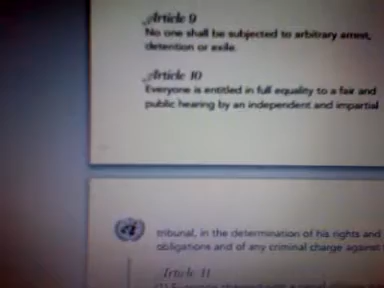 Article 9
No one shall be subjected to arbitrary arrest,
detention or exile.
Article 10
Everyone is entitled in full equality to a fair and
public hearing by an independent and impartial
tribunal, in the determination of his rights and
obligations and of any criminal charge against
Article 11